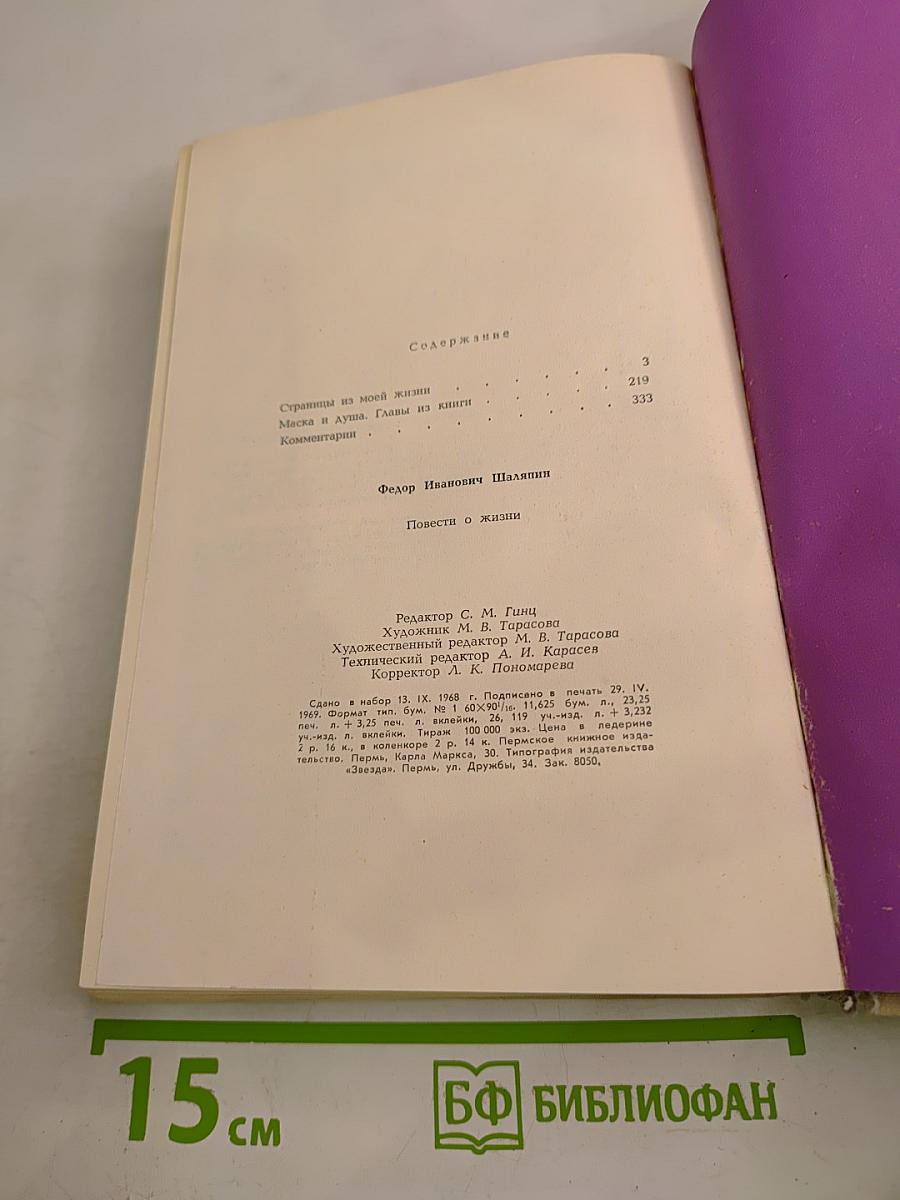 Содержание
Страницы из моей жизни . . . . . . 3
Маска и душа. Главы из книги . . . . . 219
Комментарии . . . . . . . . . 333
Федор Иванович Шаляпин
Повести о жизни
Редактор С. М. Гинц
Художник М. В. Тарасова
Художественный редактор М. В. Тарасова
Технический редактор А. И. Карасев
Корректор Л. К. Пономарева
Сдано в набор 13. IX. 1968 г. Подписано в печать 29. IV.
1969. Формат тип. бум. № 1 60×90¹/₁₆. 11,625 бум. л., 23,25
печ. л. + 3,25 печ. л. вклейки, 26, 119 уч.-изд. л. + 3,232
уч.-изд. л. вклейки. Тираж 100 000 экз. Цена в ледерине
2 р. 16 к., в коленкоре 2 р. 14 к. Пермское книжное изда-
тельство. Пермь, Карла Маркса, 30. Типография издательства
«Звезда». Пермь, ул. Дружбы, 34. Зак. 8050.
15 см
БФ БИБЛИОФАН